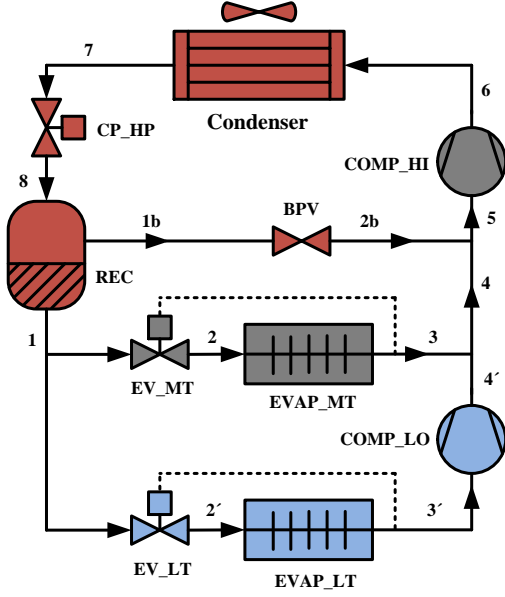 7
6
Condenser
CP_HP
COMP_HI
8
1b
BPV
2b
5
REC
4
1
2
3
EV_MT
EVAP_MT
4´
COMP_LO
2´
3´
EV_LT
EVAP_LT